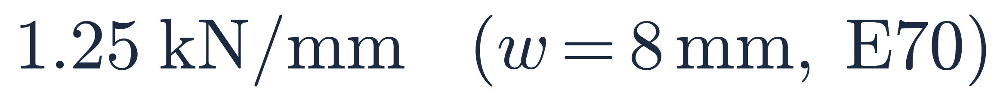 1.25 kN/mm (w = 8 mm, E70)